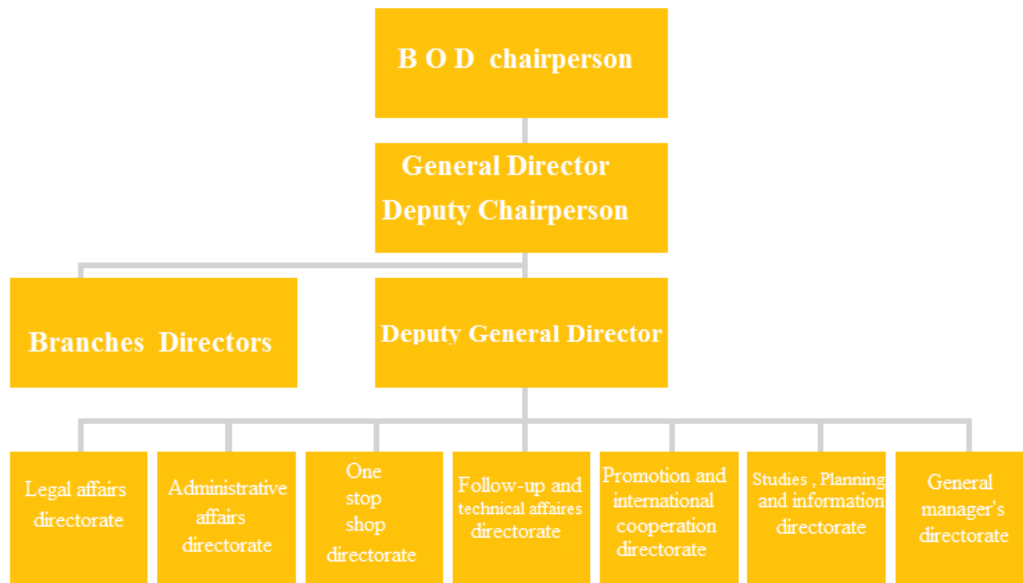 B O D chairperson
General Director
Deputy Chairperson
Branches Directors
Deputy General Director
Legal affairs
directorate
Administrative
affairs
directorate
One
stop
shop
directorate
Follow-up and
technical affaires
directorate
Promotion and
international
cooperation
directorate
Studies , Planning
and information
directorate
General
manager's
directorate